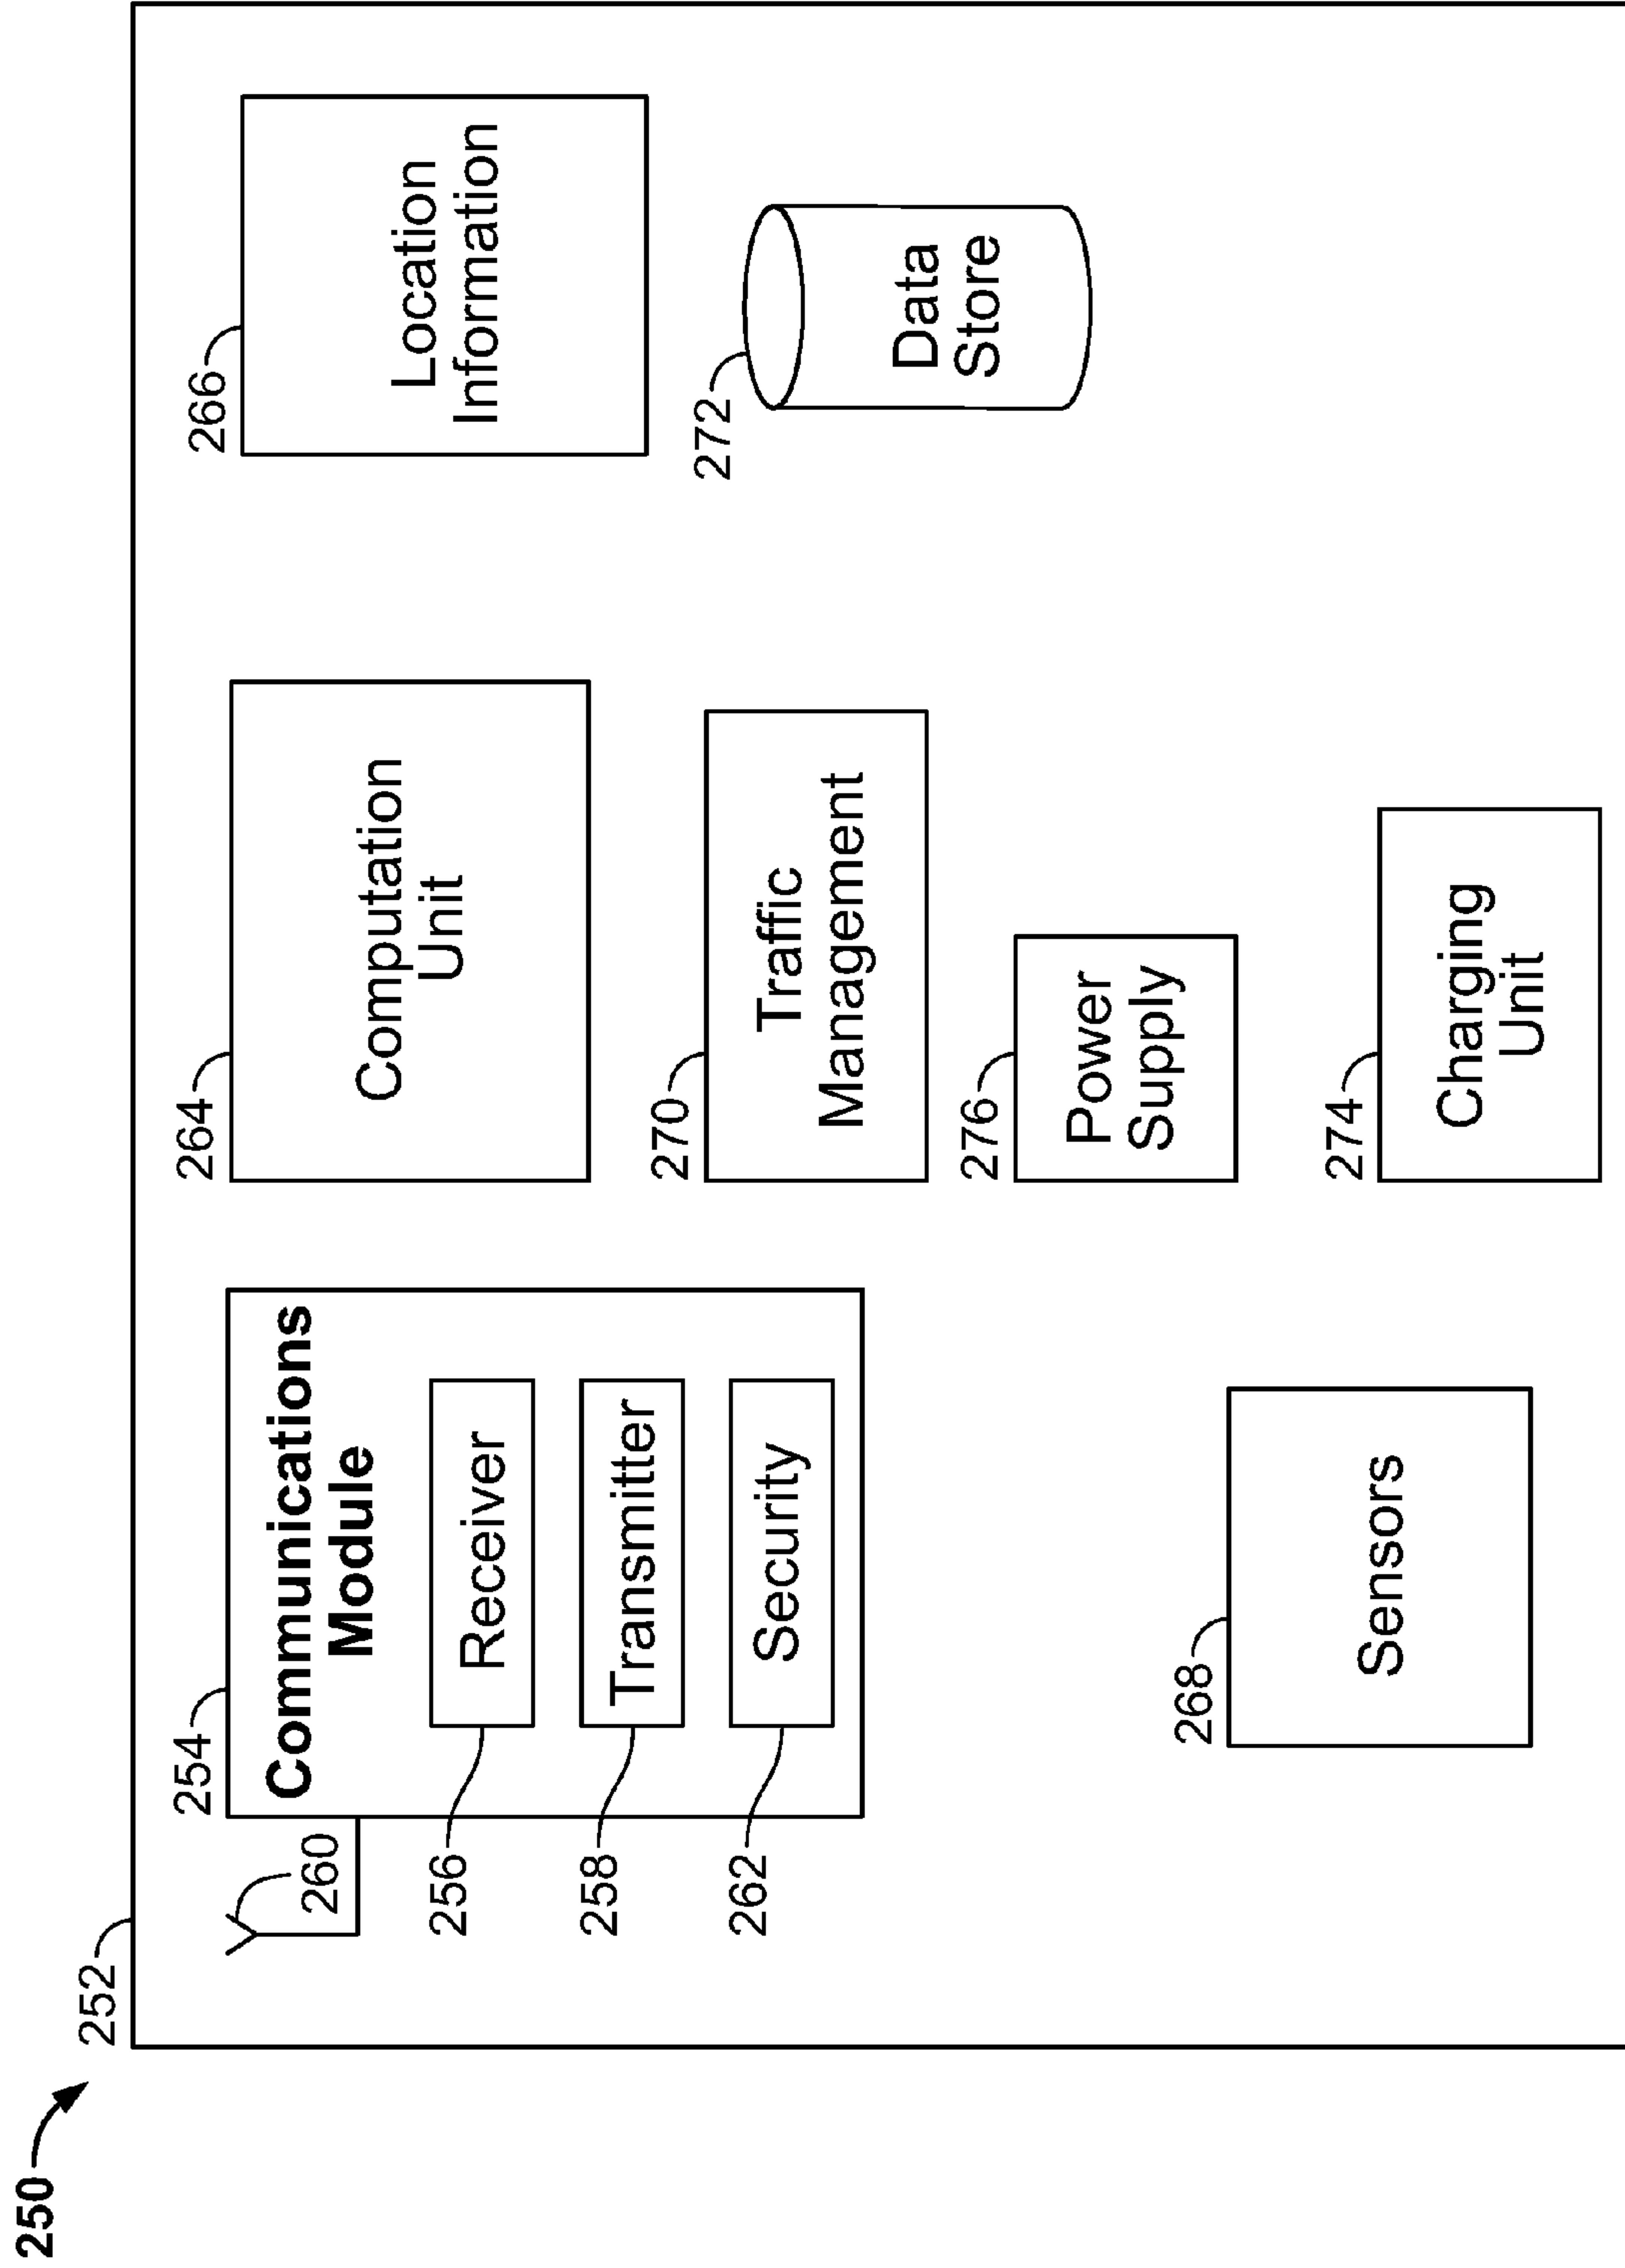 250
252
254
Communications
Module
260
256
Receiver
258
Transmitter
262
Security
264
Computation
Unit
266
Location
Information
270
Traffic
Management
272
Data
Store
276
Power
Supply
268
Sensors
274
Charging
Unit